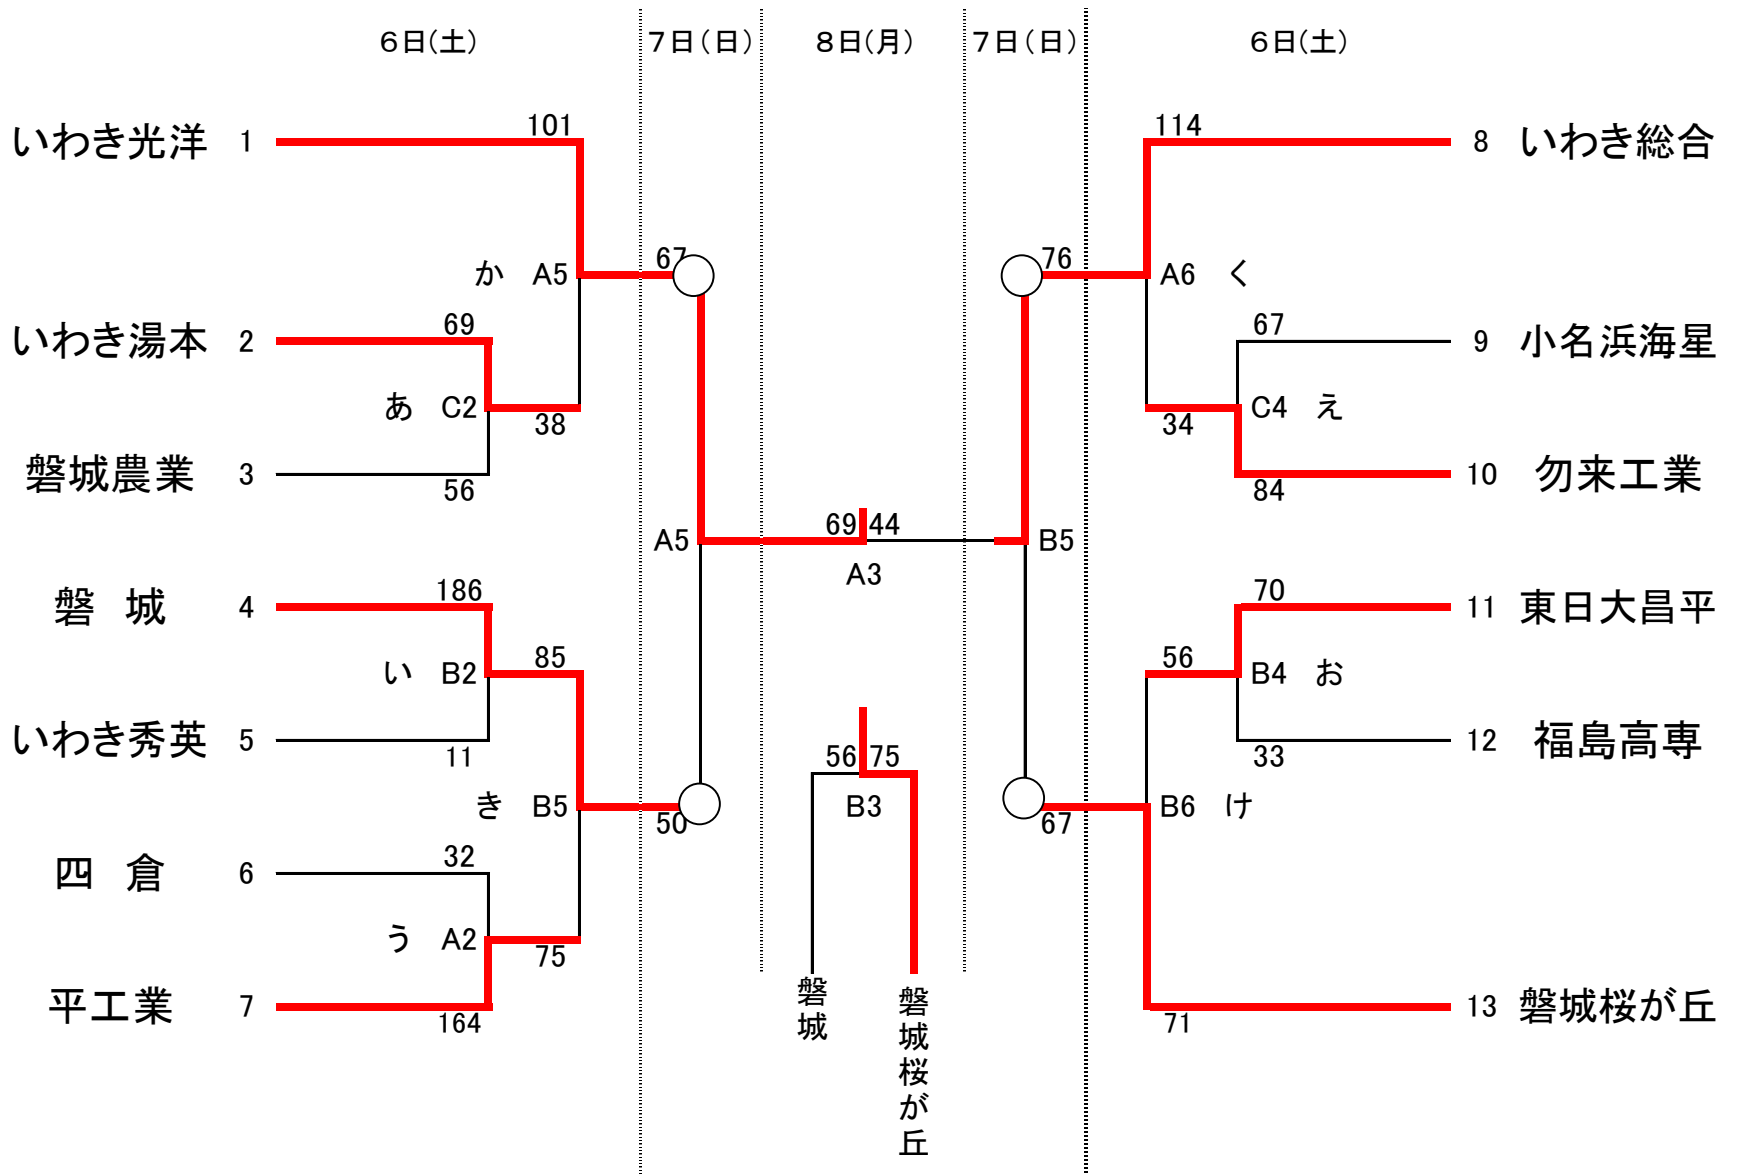 6日(土) 7日(日) 8日(月) 7日(日) 6日(土)
101 114
いわき光洋 1 8 いわき総合
67 76
か A5 A6 く
69 67
いわき湯本 2 9 小名浜海星
あ C2 C4 え
38 34
磐城農業 3 10 勿来工業
56 84
69 44
A5 B5
A3
186 70
磐 城 4 11 東日大昌平
85 56
い B2 B4 お
いわき秀英 5 12 福島高専
11 56 75 33
き B5 B3 B6 け
50 67
32
四 倉 6
う A2
75
平工業 7 13 磐城桜が丘
164 71
磐城
磐城桜が丘